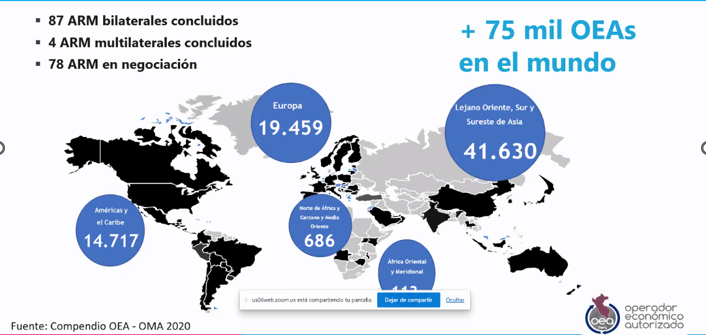 87 ARM bilaterales concluidos
4 ARM multilaterales concluidos
78 ARM en negociación
+ 75 mil OEAs
en el mundo
Europa
19.459
Lejano Oriente, Sur y
Sureste de Asia
41.630
Américas y
el Caribe
14.717
Norte de África y
Cercano y Medio
Oriente
686
África Oriental
y Meridional
us06web.zoom.us está compartiendo tu pantalla.
Dejar de compartir
Ocultar
Fuente: Compendio OEA - OMA 2020
oea
operador
económico
autorizado